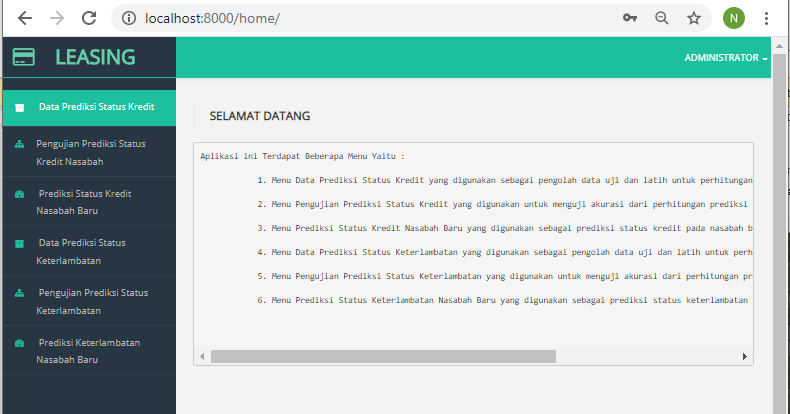 localhost:8000/home/
N
LEASING
ADMINISTRATOR
Data Prediksi Status Kredit
Pengujian Prediksi Status
Kredit Nasabah
Prediksi Status Kredit
Nasabah Baru
Data Prediksi Status
Keterlambatan
Pengujian Prediksi Status
Keterlambatan
Prediksi Keterlambatan
Nasabah Baru
SELAMAT DATANG
Aplikasi ini Terdapat Beberapa Menu Yaitu :
1. Menu Data Prediksi Status Kredit yang digunakan sebagai pengolah data uji dan latih untuk perhitungan
2. Menu Pengujian Prediksi Status Kredit yang digunakan untuk menguji akurasi dari perhitungan prediksi
3. Menu Prediksi Status Kredit Nasabah Baru yang digunakan sebagai prediksi status kredit pada nasabah b
4. Menu Data Prediksi Status Keterlambatan yang digunakan sebagai pengolah data uji dan latih untuk perh
5. Menu Pengujian Prediksi Status Keterlambatan yang digunakan untuk menguji akurasi dari perhitungan pr
6. Menu Prediksi Status Keterlambatan Nasabah Baru yang digunakan sebagai prediksi status keterlambatan